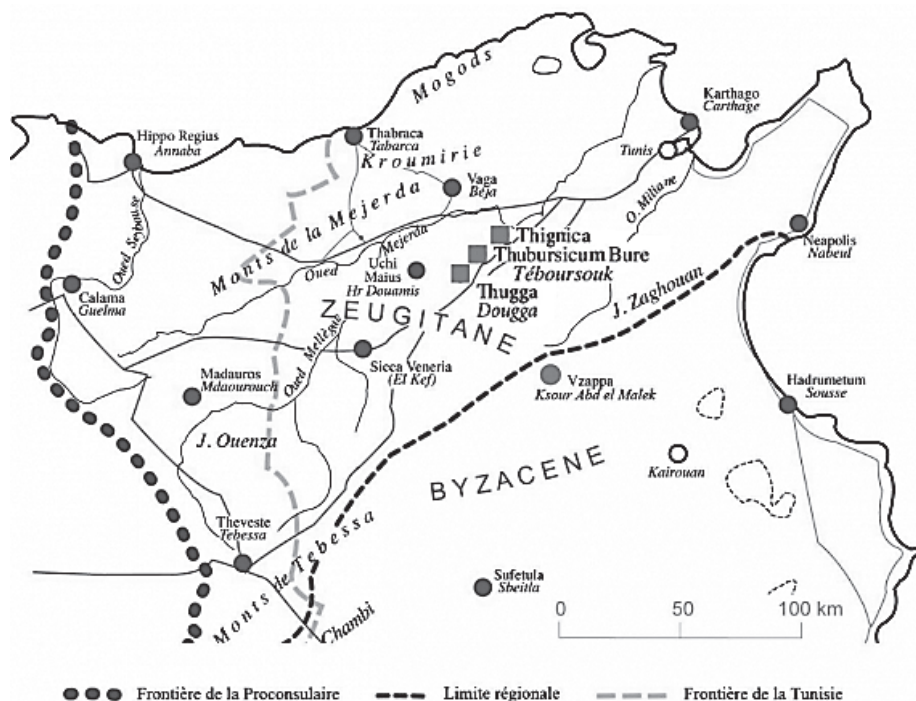 Mogods
Karthago
Carthage
Hippo Regius
Annaba
Thabraca
Tabarca
Kroumirie
Tunis
Vaga
Béja
O. Miliane
Oued Seybouse
Monts de la Mejerda
Oued Mejerda
Thignica
Thubursicum Bure
Téboursouk
Neapolis
Nabeul
Uchi
Maius
Hr Douamis
Thugga
Dougga
J. Zaghouan
Calama
Guelma
ZEUGITANE
Oued Mellègue
Sicca Veneria
(El Kef)
Madauros
Mdaourouch
Vzappa
Ksour Abd el Malek
Hadrumetum
Sousse
J. Ouenza
BYZACENE
Kairouan
Theveste
Tebessa
Monts de Tebessa
Sufetula
Sbeitla
Chambi
0 50 100 km
Frontière de la Proconsulaire Limite régionale Frontière de la Tunisie